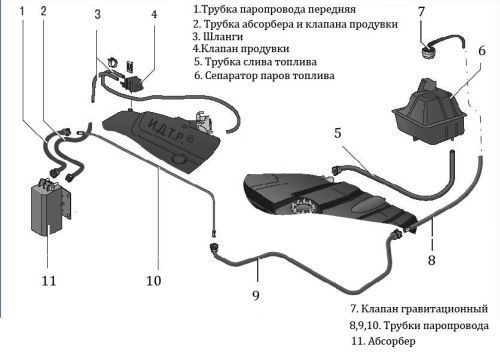 1.Трубка паропровода передняя
2. Трубка абсорбера и клапана продувки
3. Шланги
4.Клапан продувки
5. Трубка слива топлива
6. Сепаратор паров топлива
1
2
3
4
7
6
И.Д.Т.Р.©
5
11
10
9
8
7. Клапан гравитационный
8,9,10. Трубки паропровода
11. Абсорбер